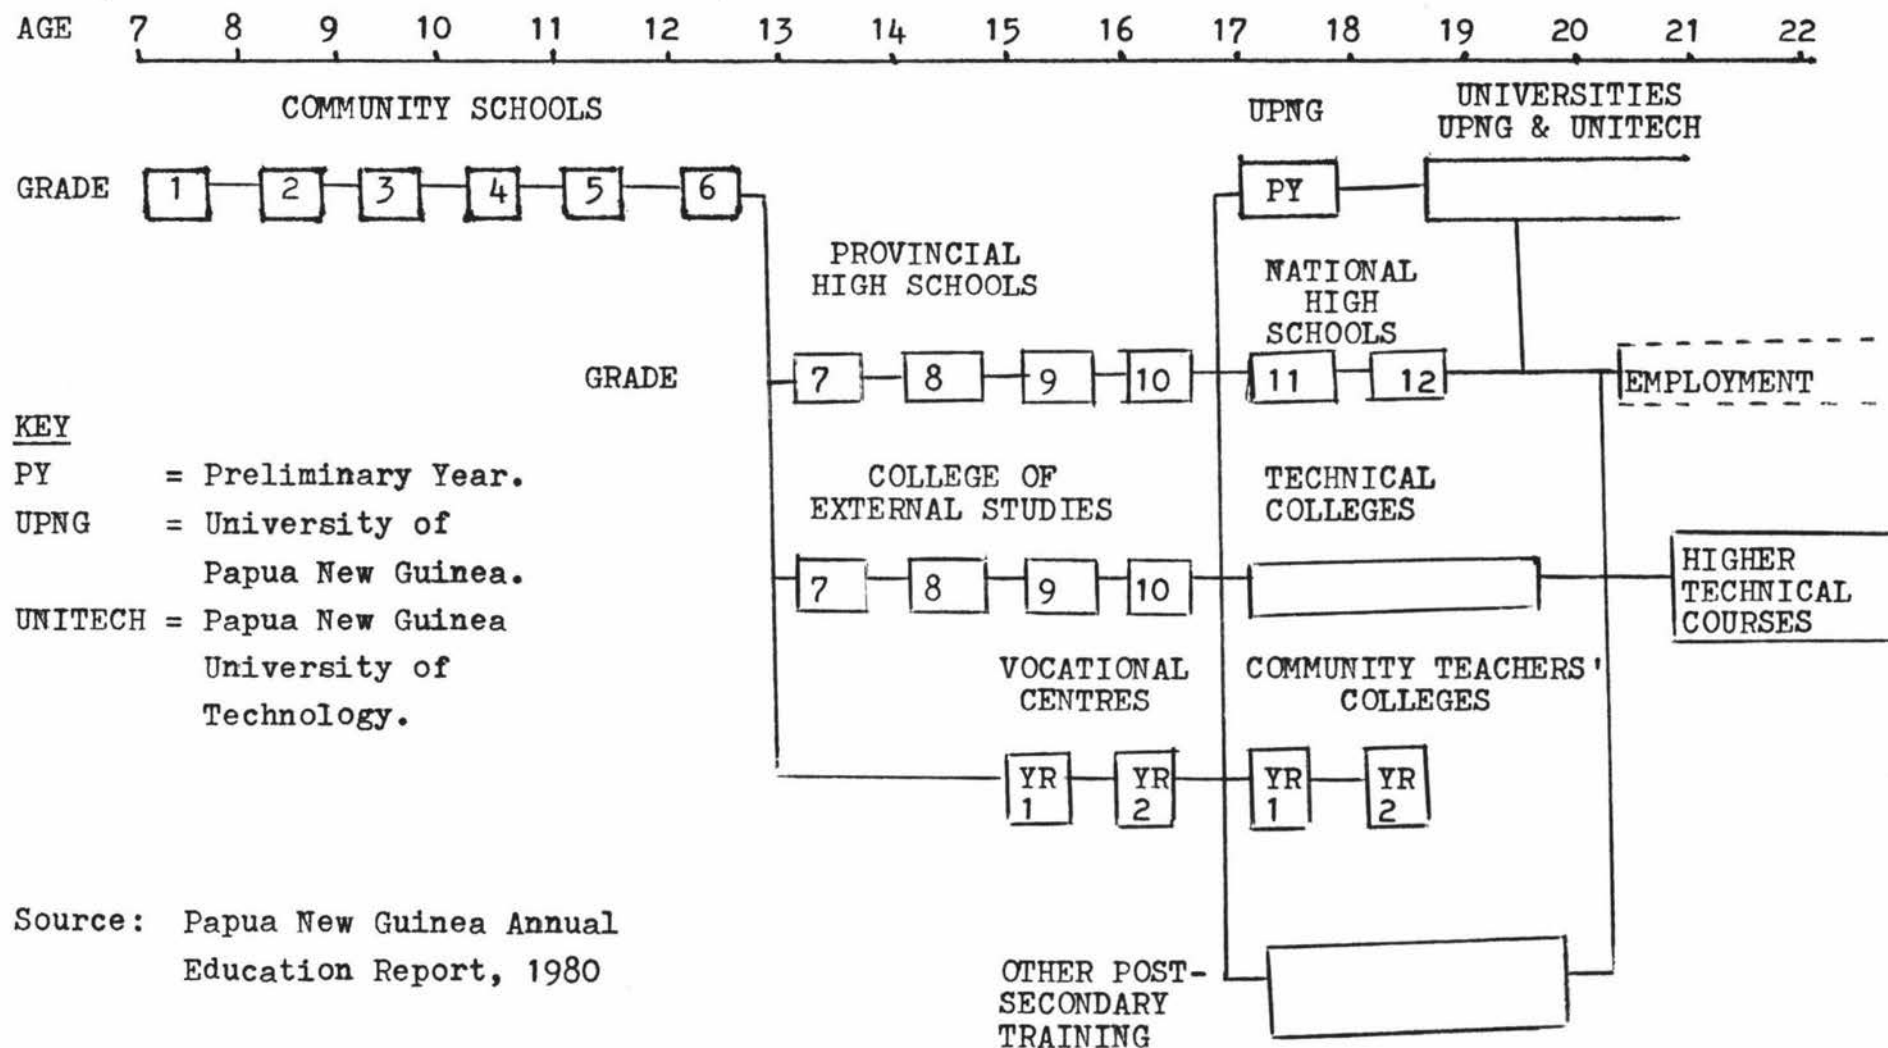 AGE 7 8 9 10 11 12 13 14 15 16 17 18 19 20 21 22
COMMUNITY SCHOOLS
UPNG
UNIVERSITIES
UPNG & UNITECH
GRADE 1 2 3 4 5 6
PY
PROVINCIAL
HIGH SCHOOLS
NATIONAL
HIGH
SCHOOLS
GRADE 7 8 9 10 11 12
EMPLOYMENT
KEY
PY = Preliminary Year.
UPNG = University of
Papua New Guinea.
UNITECH = Papua New Guinea
University of
Technology.
COLLEGE OF
EXTERNAL STUDIES
TECHNICAL
COLLEGES
7 8 9 10
HIGHER
TECHNICAL
COURSES
VOCATIONAL
CENTRES
COMMUNITY TEACHERS'
COLLEGES
YR YR YR YR
1 2 1 2
Source: Papua New Guinea Annual
Education Report, 1980
OTHER POST-
SECONDARY
TRAINING